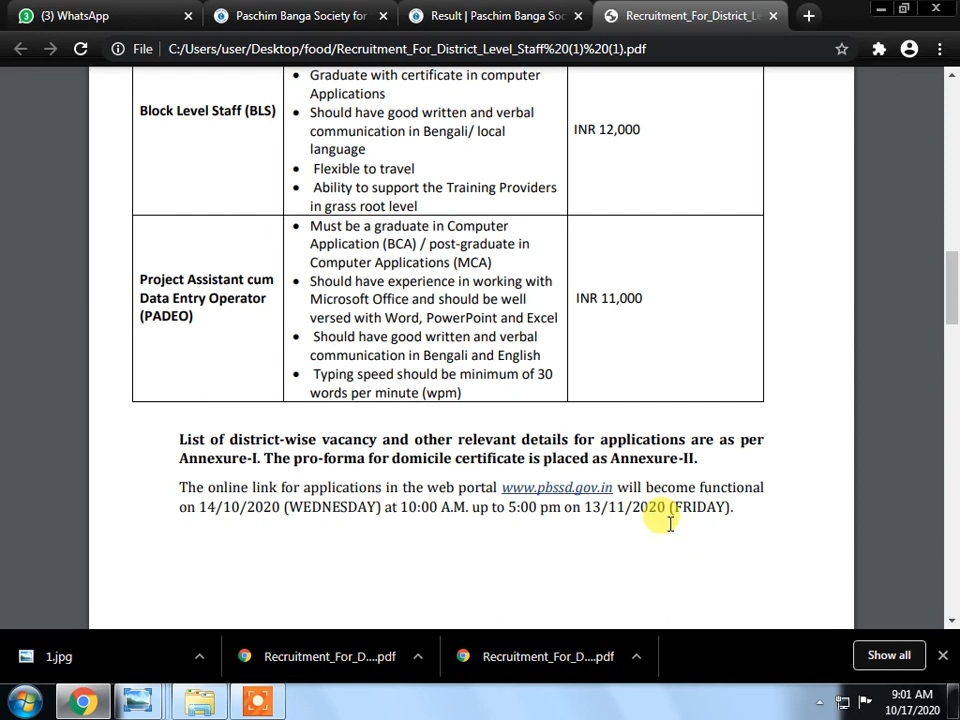 (3) WhatsApp
Paschim Banga Society for
Result | Paschim Banga Soc
Recruitment_For_District_Le
File
C:/Users/user/Desktop/food/Recruitment_For_District_Level_Staff%20(1)%20(1).pdf
Block Level Staff (BLS)
• Graduate with certificate in computer
Applications
• Should have good written and verbal
communication in Bengali/ local
language
• Flexible to travel
• Ability to support the Training Providers
in grass root level
INR 12,000
Project Assistant cum
Data Entry Operator
(PADEO)
• Must be a graduate in Computer
Application (BCA) / post-graduate in
Computer Applications (MCA)
• Should have experience in working with
Microsoft Office and should be well
versed with Word, PowerPoint and Excel
• Should have good written and verbal
communication in Bengali and English
• Typing speed should be minimum of 30
words per minute (wpm)
INR 11,000
List of district-wise vacancy and other relevant details for applications are as per
Annexure-I. The pro-forma for domicile certificate is placed as Annexure-II.
The online link for applications in the web portal www.pbssd.gov.in will become functional
on 14/10/2020 (WEDNESDAY) at 10:00 A.M. up to 5:00 pm on 13/11/2020 (FRIDAY).
1.jpg
Recruitment_For_D....pdf
Recruitment_For_D....pdf
Show all
9:01 AM
10/17/2020